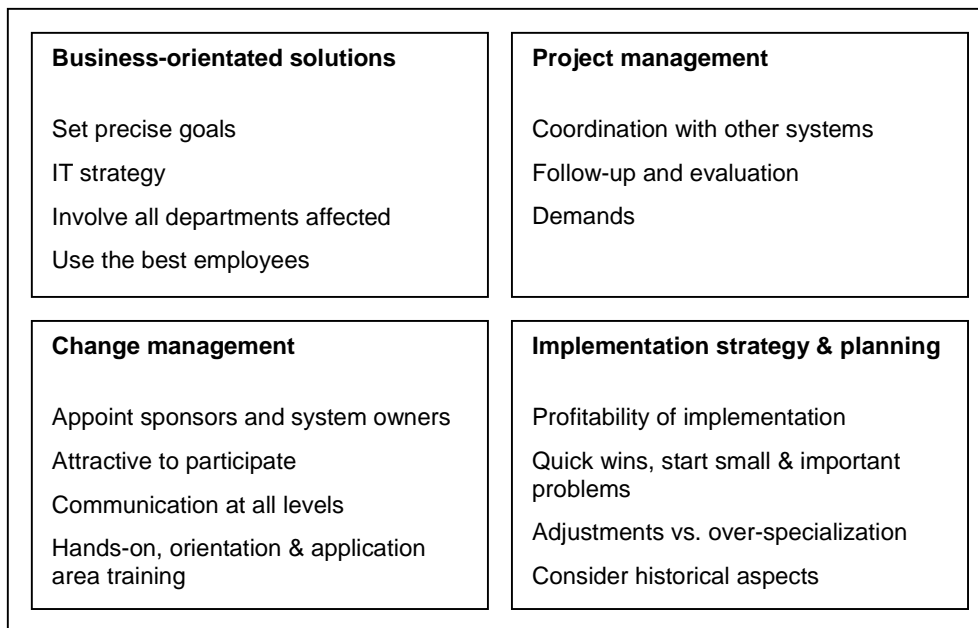 Business-orientated solutions
Set precise goals
IT strategy
Involve all departments affected
Use the best employees
Project management
Coordination with other systems
Follow-up and evaluation
Demands
Change management
Appoint sponsors and system owners
Attractive to participate
Communication at all levels
Hands-on, orientation & application
area training
Implementation strategy & planning
Profitability of implementation
Quick wins, start small & important
problems
Adjustments vs. over-specialization
Consider historical aspects